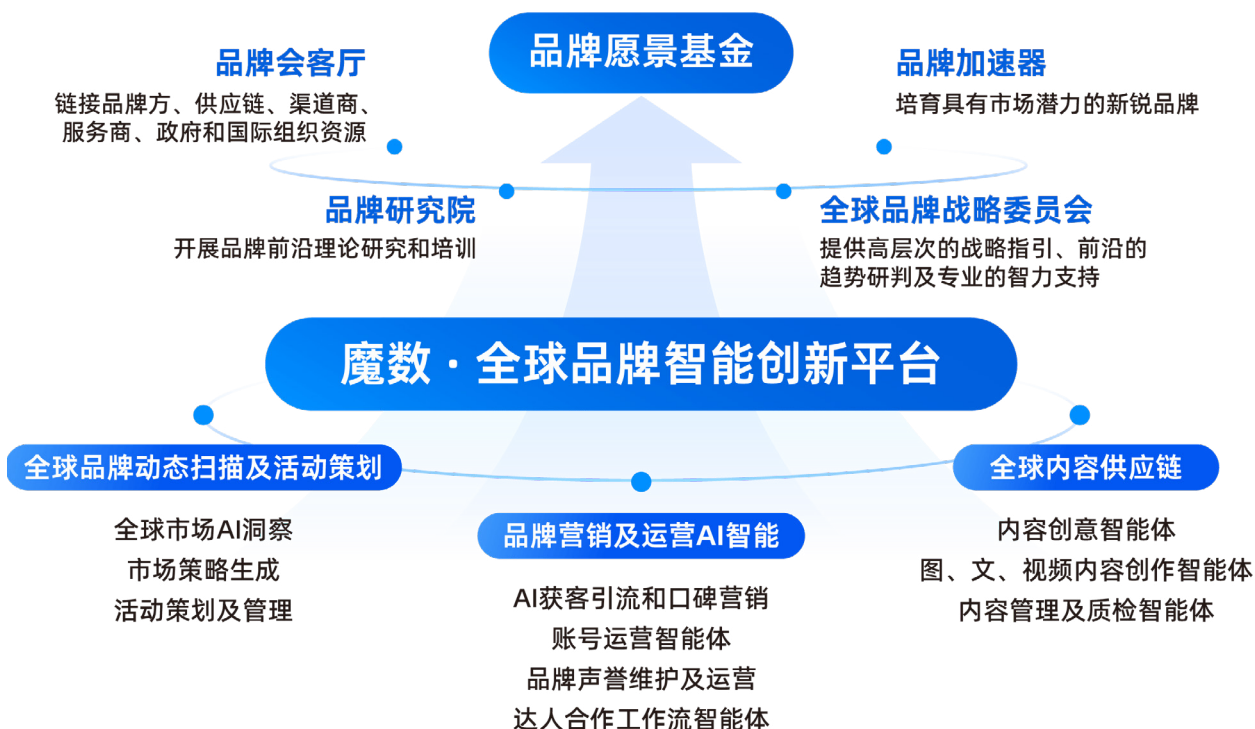 品牌愿景基金
品牌会客厅
链接品牌方、供应链、渠道商、
服务商、政府和国际组织资源
品牌加速器
培育具有市场潜力的新锐品牌
品牌研究院
开展品牌前沿理论研究和培训
全球品牌战略委员会
提供高层次的战略指引、前沿的
趋势研判及专业的智力支持
魔数·全球品牌智能创新平台
全球品牌动态扫描及活动策划
全球市场AI洞察
市场策略生成
活动策划及管理
品牌营销及运营AI智能
AI获客引流和口碑营销
账号运营智能体
品牌声誉维护及运营
达人合作工作流智能体
全球内容供应链
内容创意智能体
图、文、视频内容创作智能体
内容管理及质检智能体